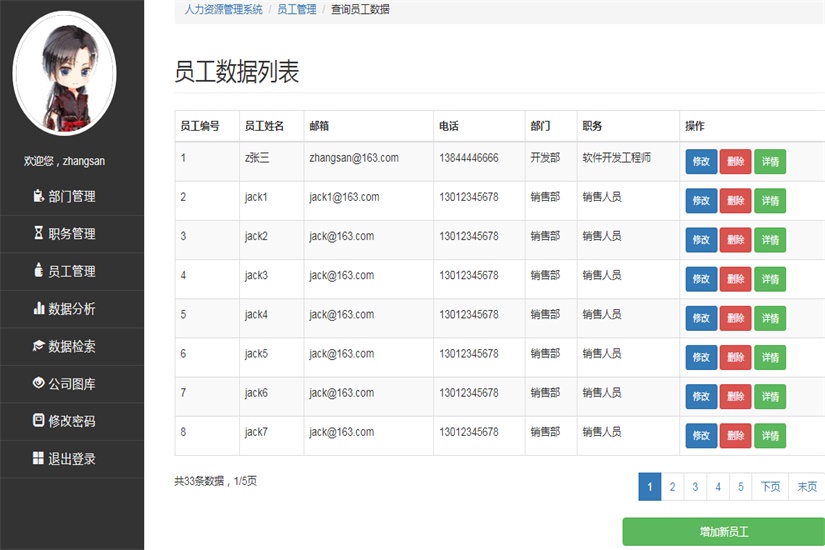 人力资源管理系统 / 员工管理 / 查询员工数据
欢迎您，zhangsan
部门管理
职务管理
员工管理
数据分析
数据检索
公司图库
修改密码
退出登录
员工数据列表
员工编号 员工姓名 邮箱 电话 部门 职务 操作
1 z张三 zhangsan@163.com 13844446666 开发部 软件开发工程师 修改 删除 详情
2 jack1 jack1@163.com 13012345678 销售部 销售人员 修改 删除 详情
3 jack2 jack@163.com 13012345678 销售部 销售人员 修改 删除 详情
4 jack3 jack@163.com 13012345678 销售部 销售人员 修改 删除 详情
5 jack4 jack@163.com 13012345678 销售部 销售人员 修改 删除 详情
6 jack5 jack@163.com 13012345678 销售部 销售人员 修改 删除 详情
7 jack6 jack@163.com 13012345678 销售部 销售人员 修改 删除 详情
8 jack7 jack@163.com 13012345678 销售部 销售人员 修改 删除 详情
共33条数据，1/5页 1 2 3 4 5 下页 末页
增加新员工